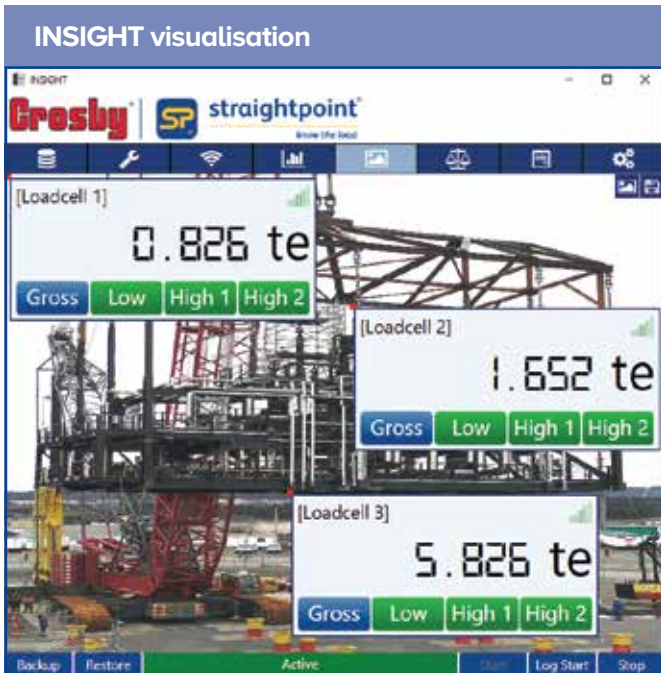 INSIGHT visualisation
INSIGHT
Crosby
SP
straightpoint
know the load
[Loadcell 1]
0.826 te
Gross Low High 1 High 2
[Loadcell 2]
1.652 te
Gross Low High 1 High 2
[Loadcell 3]
5.826 te
Gross Low High 1 High 2
Backup Restore Active Start Log Start Stop